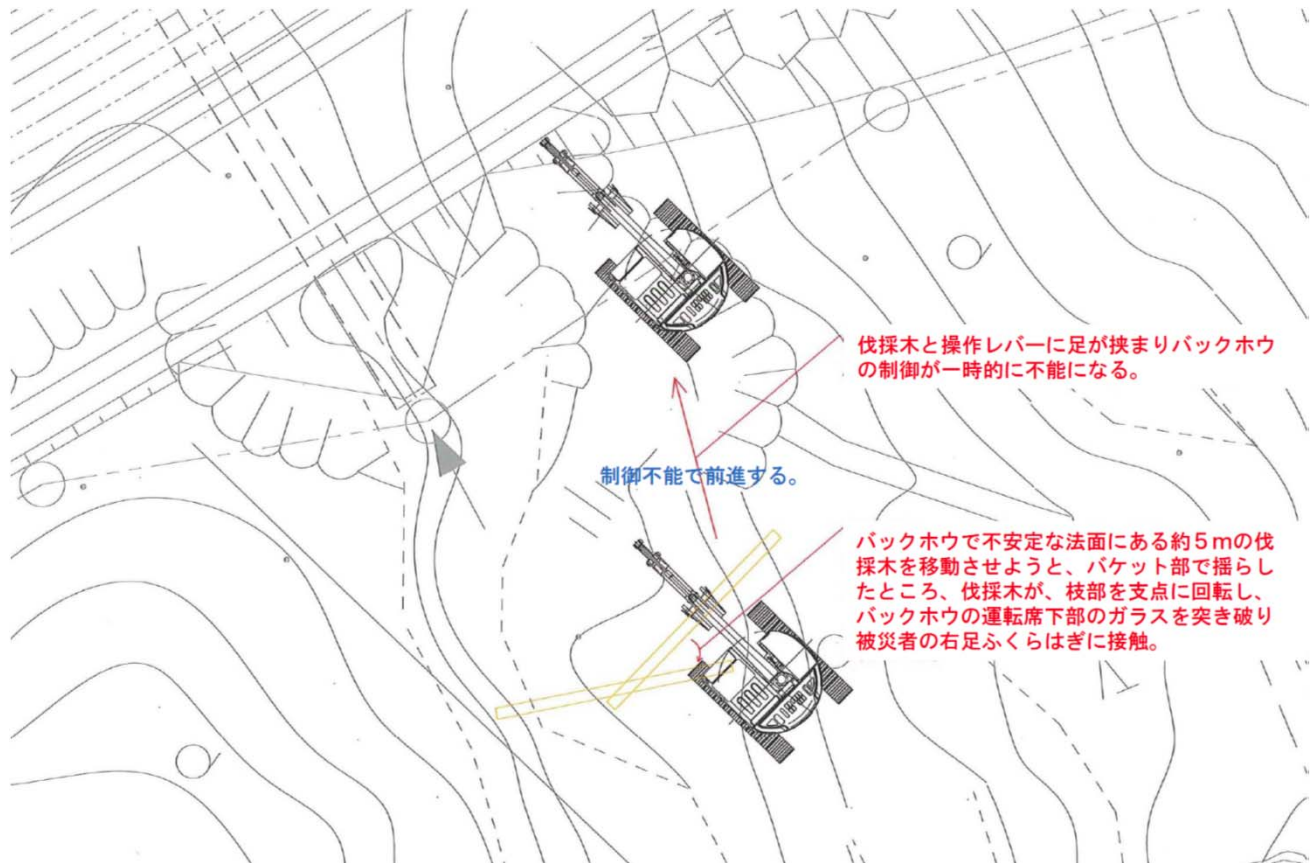 伐採木と操作レバーに足が挟まりバックホウ
の制御が一時的に不能になる。
制御不能で前進する。
バックホウで不安定な法面にある約５ｍの伐
採木を移動させようと、バケット部で揺らし
たところ、伐採木が、枝部を支点に回転し、
バックホウの運転席下部のガラスを突き破り
被災者の右足ふくらはぎに接触。